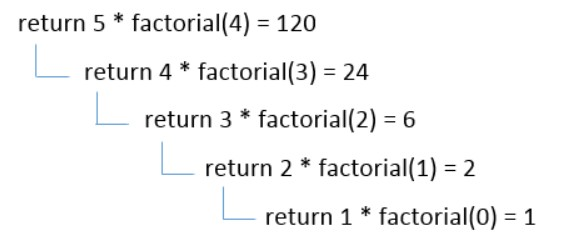 return 5 * factorial(4) = 120
return 4 * factorial(3) = 24
return 3 * factorial(2) = 6
return 2 * factorial(1) = 2
return 1 * factorial(0) = 1